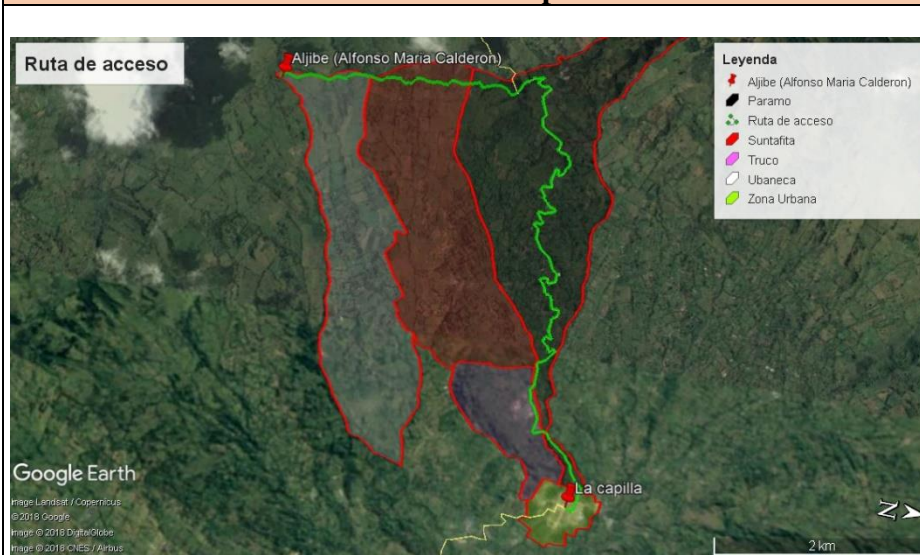 Ruta de acceso
Aljibe (Alfonso Maria Calderon)
Leyenda
Aljibe (Alfonso Maria Calderon)
Paramo
Ruta de acceso
Suntafita
Truco
Ubaneca
Zona Urbana
La capilla
Google Earth
Image Landsat / Copernicus
© 2018 Google
Image © 2018 DigitalGlobe
Image © 2018 CNES / Airbus
N
2 km